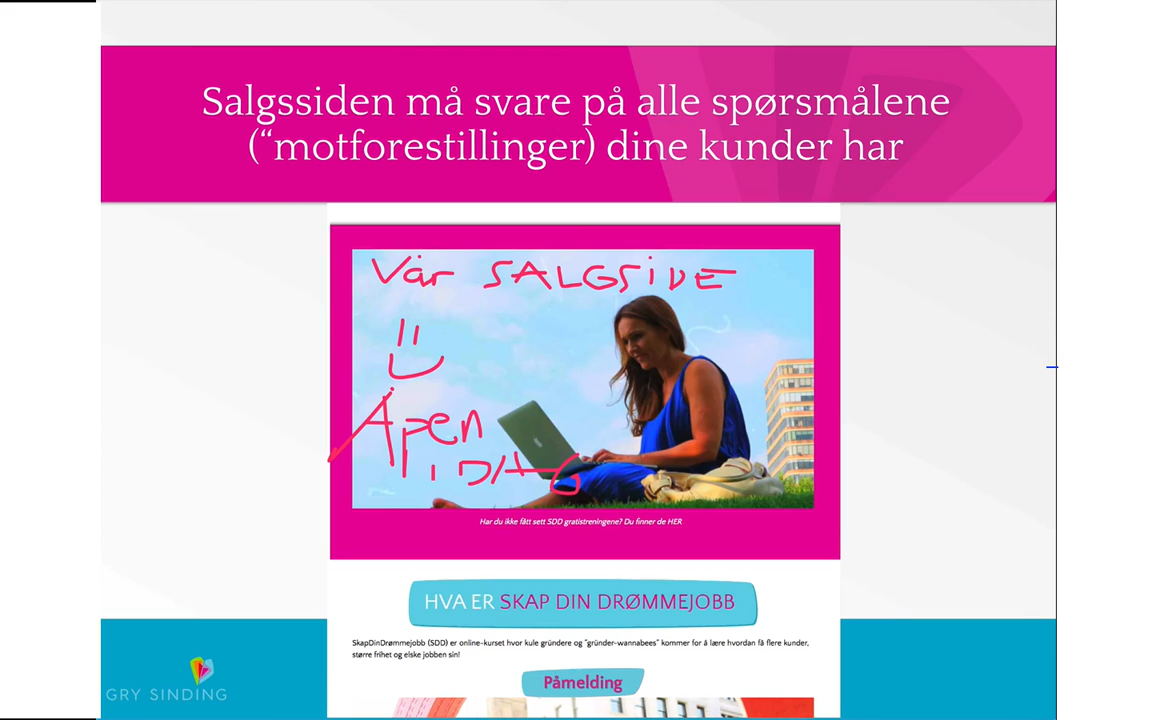 Salgssiden må svare på alle spørsmålene
(“motforestillinger) dine kunder har
Vår SALGSiDE
Åpen
i DAG
Har du ikke fått sett SDD gratistreningene? Du finner de HER
HVA ER SKAP DIN DRØMMEJOBB
SkapDinDrømmejobb (SDD) er online-kurset hvor kule gründere og “gründer-wannabees” kommer for å lære hvordan få flere kunder,
større frihet og elske jobben sin!
Påmelding
GRY SINDING